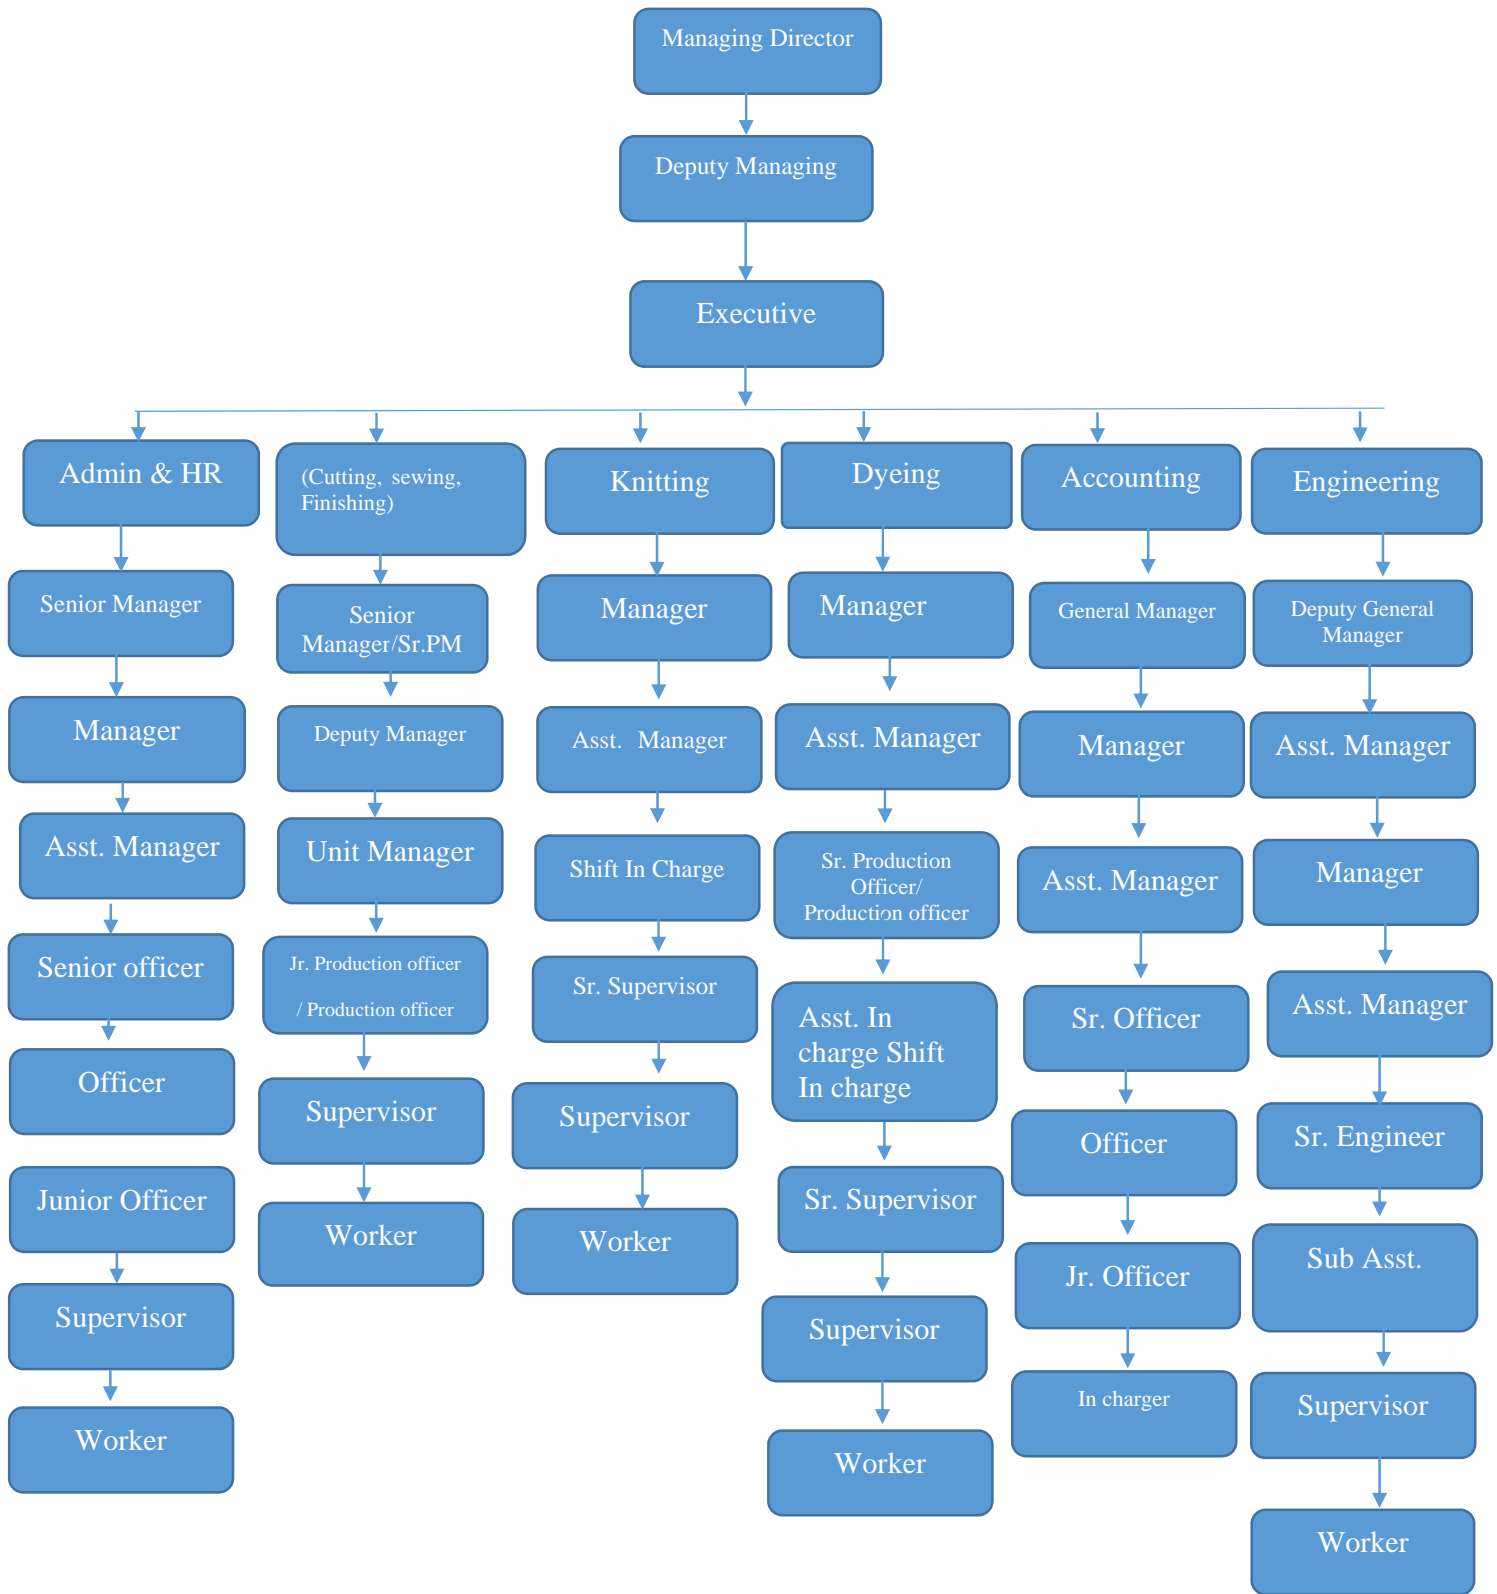 Managing Director
Deputy Managing
Executive
Admin & HR
(Cutting, sewing,
Finishing)
Knitting
Dyeing
Accounting
Engineering
Senior Manager
Senior
Manager/Sr.PM
Manager
Manager
General Manager
Deputy General
Manager
Manager
Deputy Manager
Asst. Manager
Asst. Manager
Manager
Asst. Manager
Asst. Manager
Unit Manager
Shift In Charge
Sr. Production
Officer/
Production officer
Asst. Manager
Manager
Senior officer
Jr. Production officer
/ Production officer
Sr. Supervisor
Asst. In
charge Shift
In charge
Sr. Officer
Asst. Manager
Officer
Supervisor
Supervisor
Sr. Supervisor
Officer
Sr. Engineer
Junior Officer
Worker
Worker
Supervisor
Jr. Officer
Sub Asst.
Supervisor
Worker
In charger
Supervisor
Worker
Worker